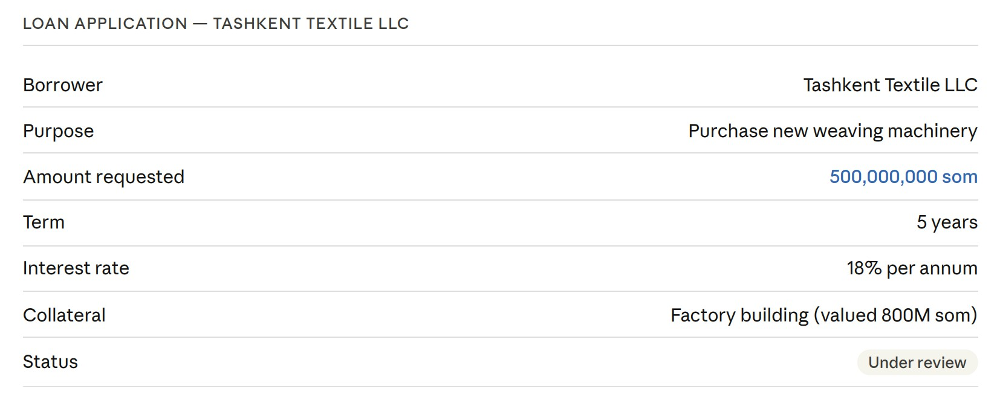 LOAN APPLICATION — TASHKENT TEXTILE LLC
Borrower Tashkent Textile LLC
Purpose Purchase new weaving machinery
Amount requested 500,000,000 som
Term 5 years
Interest rate 18% per annum
Collateral Factory building (valued 800M som)
Status Under review